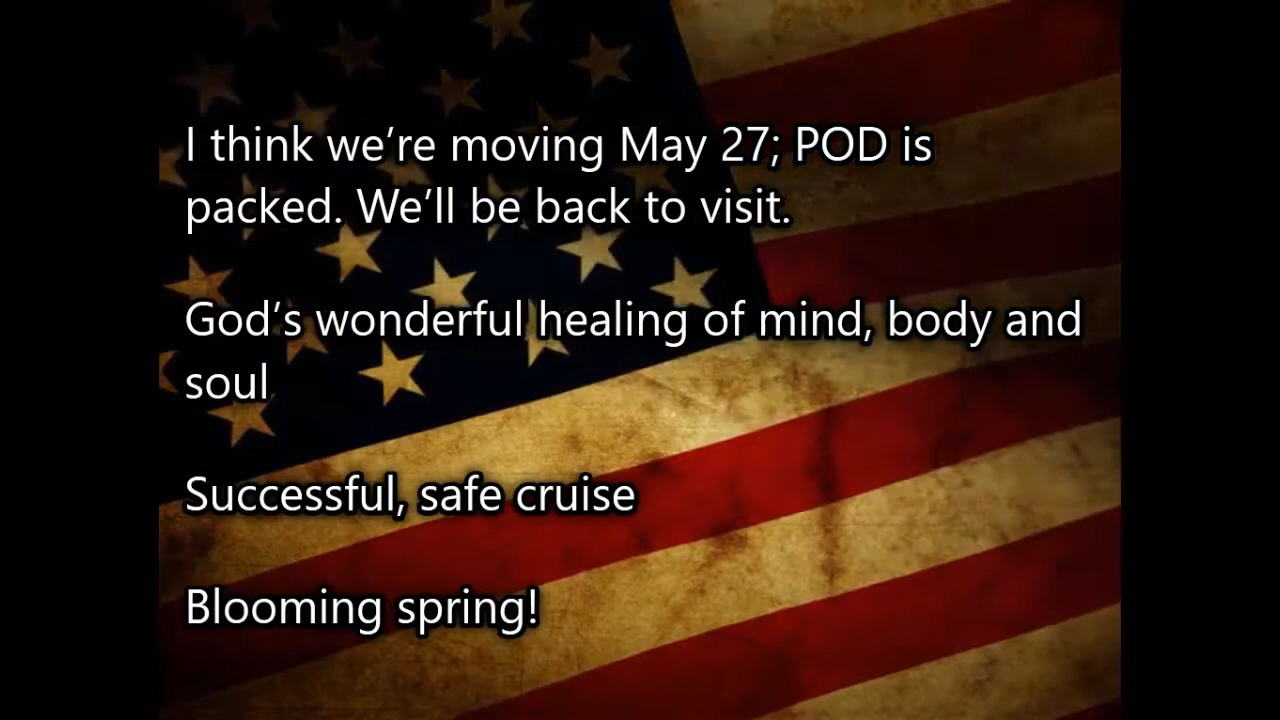 I think we’re moving May 27; POD is
packed. We’ll be back to visit.
God’s wonderful healing of mind, body and
soul
Successful, safe cruise
Blooming spring!